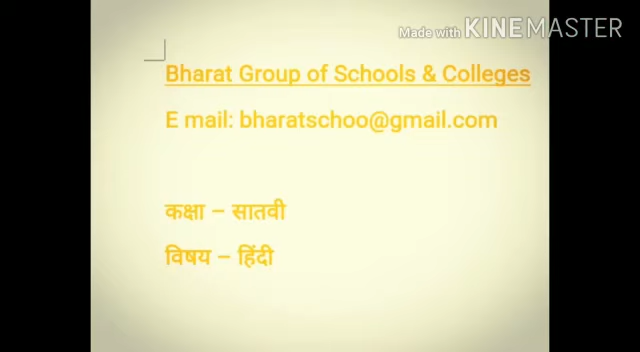 Made with KINEMASTER
Bharat Group of Schools & Colleges
E mail: bharatschoo@gmail.com
कक्षा – सातवी
विषय – हिंदी